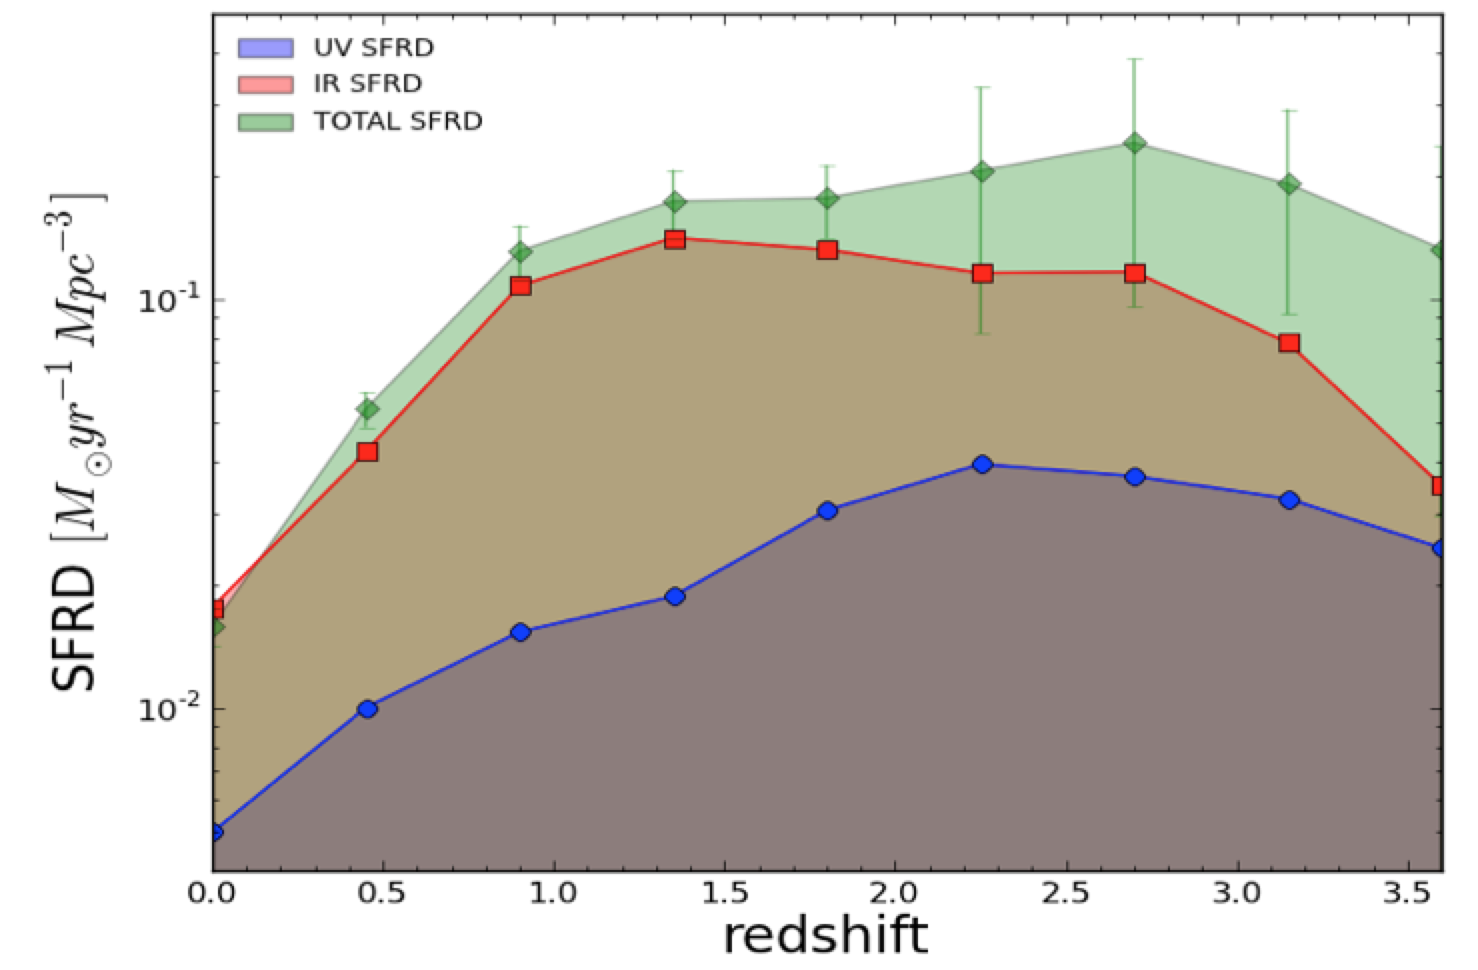 UV SFRD
IR SFRD
TOTAL SFRD
SFRD [M⊙yr⁻¹ Mpc⁻³]
10⁻¹
10⁻²
0.0 0.5 1.0 1.5 2.0 2.5 3.0 3.5
redshift